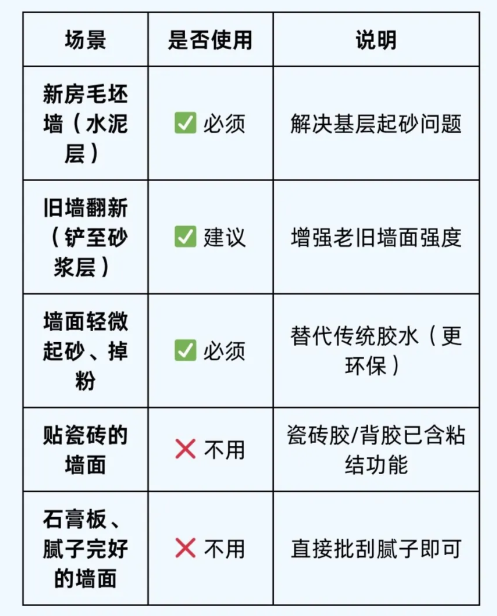 场景
是否使用
说明
新房毛坯
墙（水泥
层）
✅ 必须
解决基层起砂问题
旧墙翻新
（铲至砂
浆层）
✅ 建议
增强老旧墙面强度
墙面轻微
起砂、掉
粉
✅ 必须
替代传统胶水（更
环保）
贴瓷砖的
墙面
❌ 不用
瓷砖胶/背胶已含粘
结功能
石膏板、
腻子完好
的墙面
❌ 不用
直接批刮腻子即可